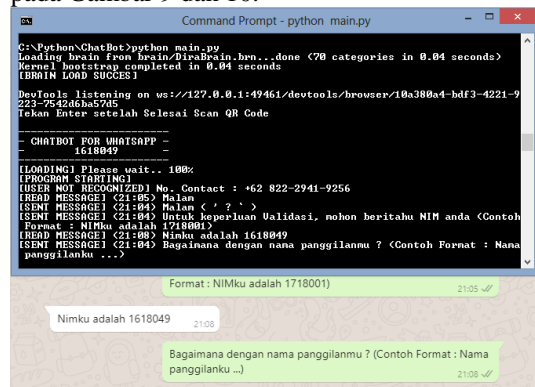 pada Gambar 9 dan 10.
Command Prompt - python main.py
C:\Python\ChatBot>python main.py
Loading brain from brain/DiraBrain.brn...done (70 categories in 0.04 seconds)
Kernel bootstrap completed in 0.04 seconds
[BRAIN LOAD SUCCES]
DevTools listening on ws://127.0.0.1:49461/devtools/browser/10a380a4-bdf3-4221-9
223-7542d6ba57d5
Tekan Enter setelah Selesai Scan QR Code
------------------------
- CHATBOT FOR WHATSAPP -
- 1618049 -
------------------------
[LOADING] Please wait.. 100%
[PROGRAM STARTING]
[USER NOT RECOGNIZED] No. Contact : +62 822-2941-9256
[READ MESSAGE] (21:05) Malam
[SENT MESSAGE] (21:04) Malam ( ' ? ` )
[SENT MESSAGE] (21:04) Untuk keperluan Validasi, mohon beritahu NIM anda (Contoh
Format : NIMku adalah 1718001)
[READ MESSAGE] (21:08) Nimku adalah 1618049
[SENT MESSAGE] (21:04) Bagaimana dengan nama panggilanmu ? (Contoh Format : Nama
panggilanku ...)
Format : NIMku adalah 1718001)
21:05
Nimku adalah 1618049
21:08
Bagaimana dengan nama panggilanmu ? (Contoh Format : Nama
panggilanku ...)
21:08